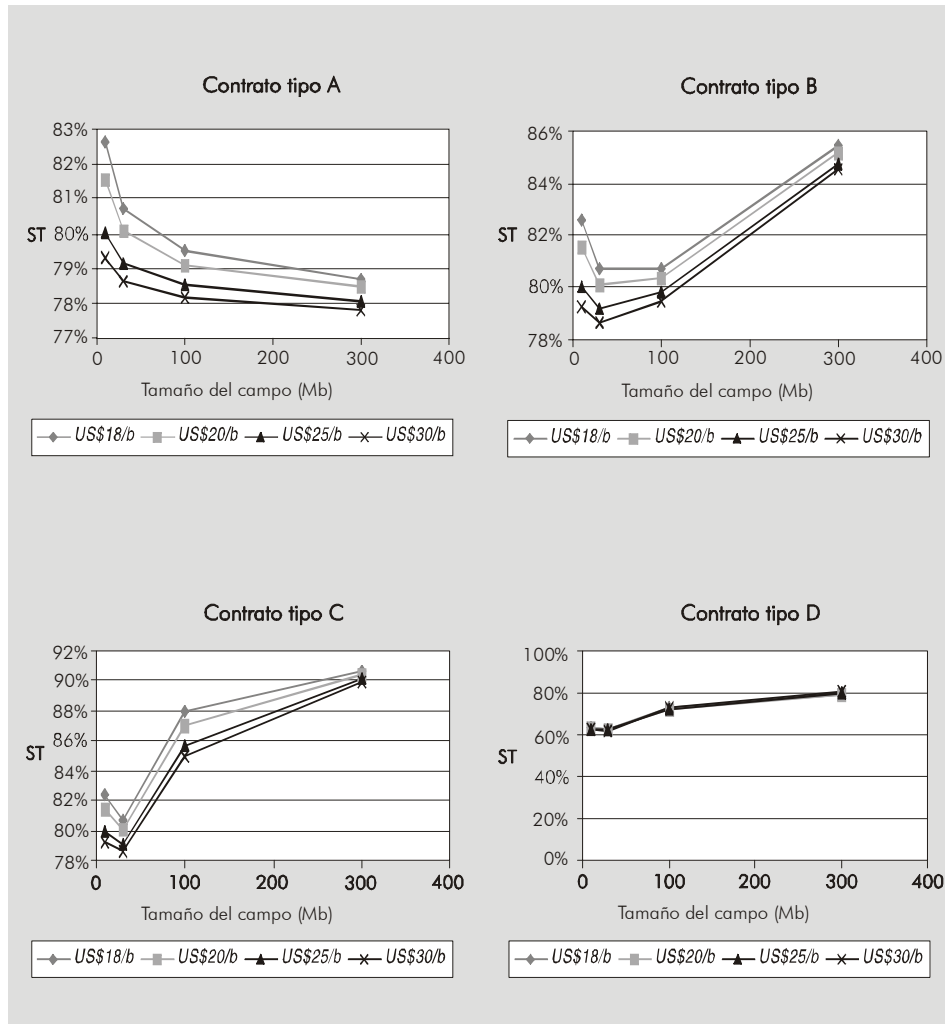 Contrato tipo A
83%
82%
81%
80%
79%
78%
77%
ST
0 100 200 300 400
Tamaño del campo (Mb)
US$18/b US$20/b US$25/b US$30/b
Contrato tipo B
86%
84%
82%
80%
78%
ST
0 100 200 300 400
Tamaño del campo (Mb)
US$18/b US$20/b US$25/b US$30/b
Contrato tipo C
92%
90%
88%
86%
84%
82%
80%
78%
ST
0 100 200 300 400
Tamaño del campo (Mb)
US$18/b US$20/b US$25/b US$30/b
Contrato tipo D
100%
80%
60%
40%
20%
0%
ST
0 100 200 300 400
Tamaño del campo (Mb)
US$18/b US$20/b US$25/b US$30/b